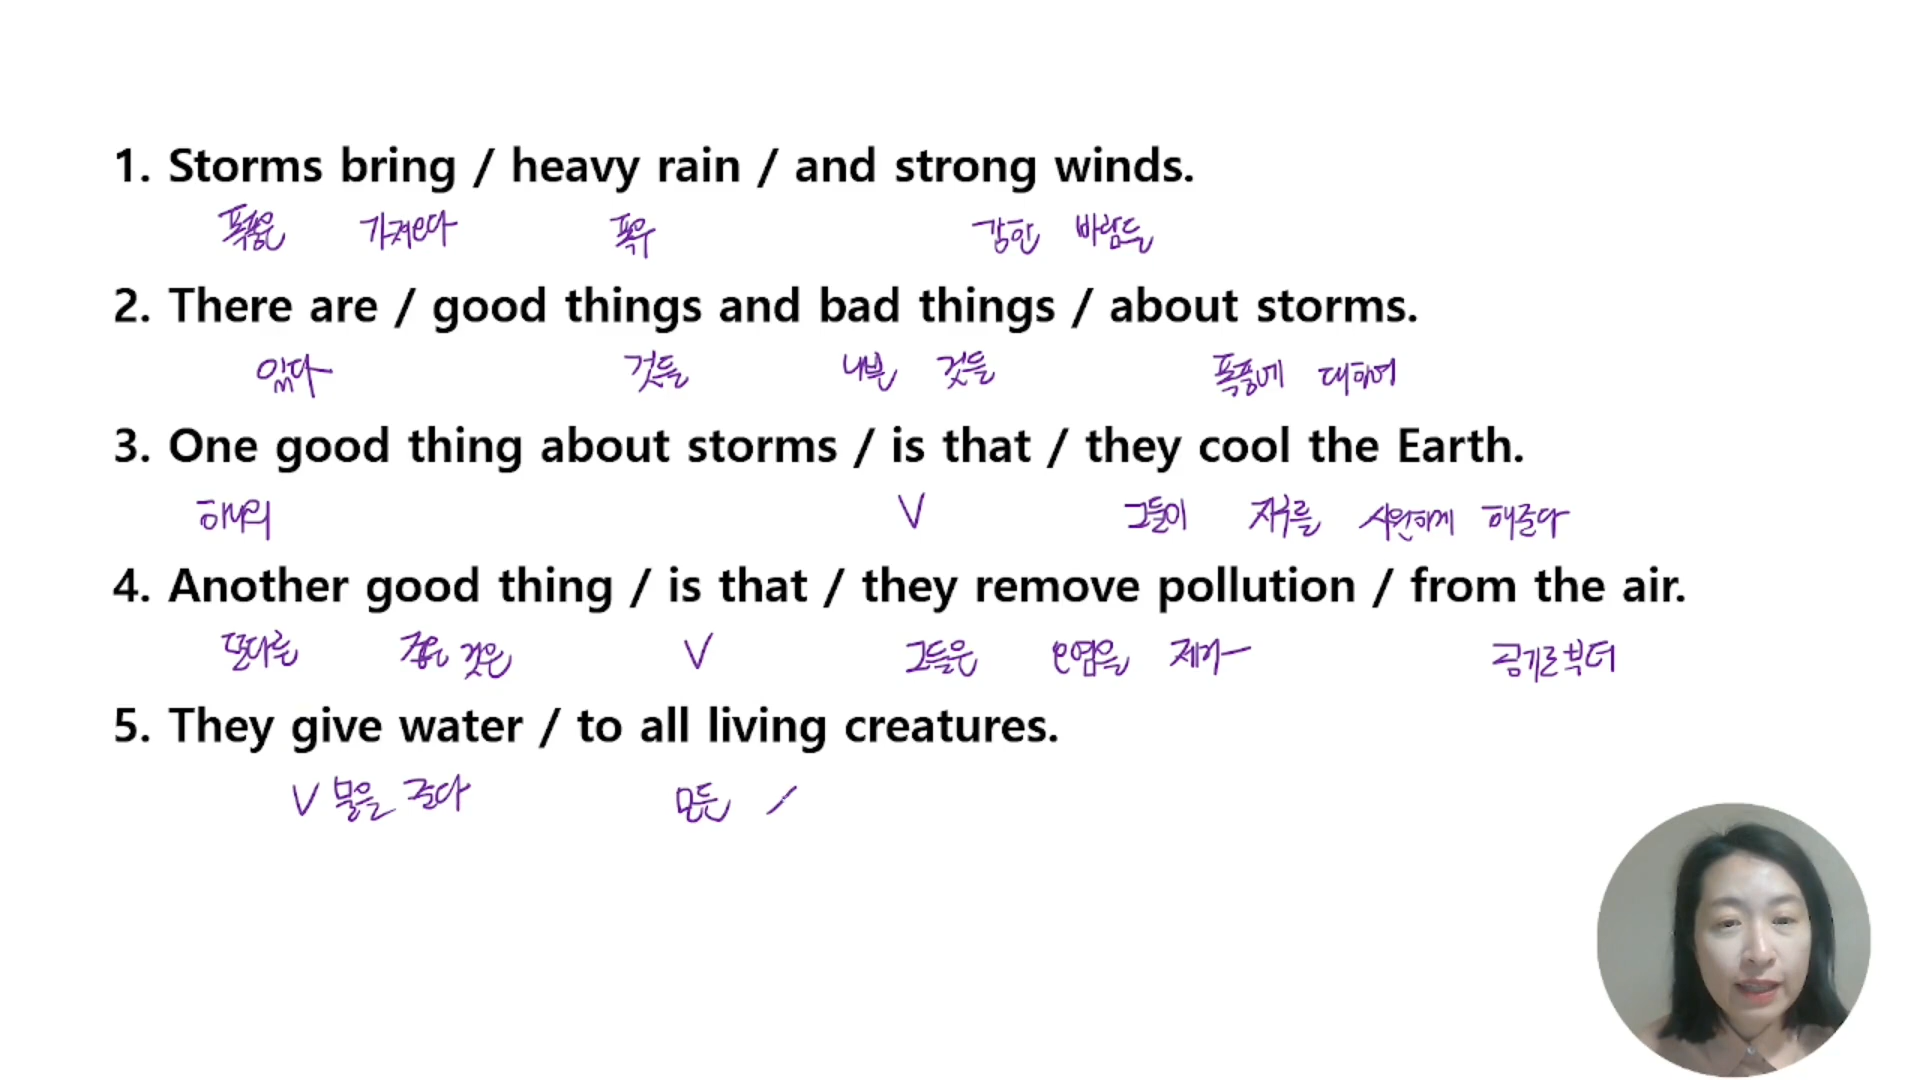 1. Storms bring / heavy rain / and strong winds.
폭풍은 가져온다 폭우 강한 바람들
2. There are / good things and bad things / about storms.
있다 것들 나쁜 것들 폭풍에 대하여
3. One good thing about storms / is that / they cool the Earth.
하나의 V 그들이 지구를 시원하게 해준다
4. Another good thing / is that / they remove pollution / from the air.
또다른 좋은 것은 V 그들은 오염을 제거 공기로부터
5. They give water / to all living creatures.
V 물을 준다 모든